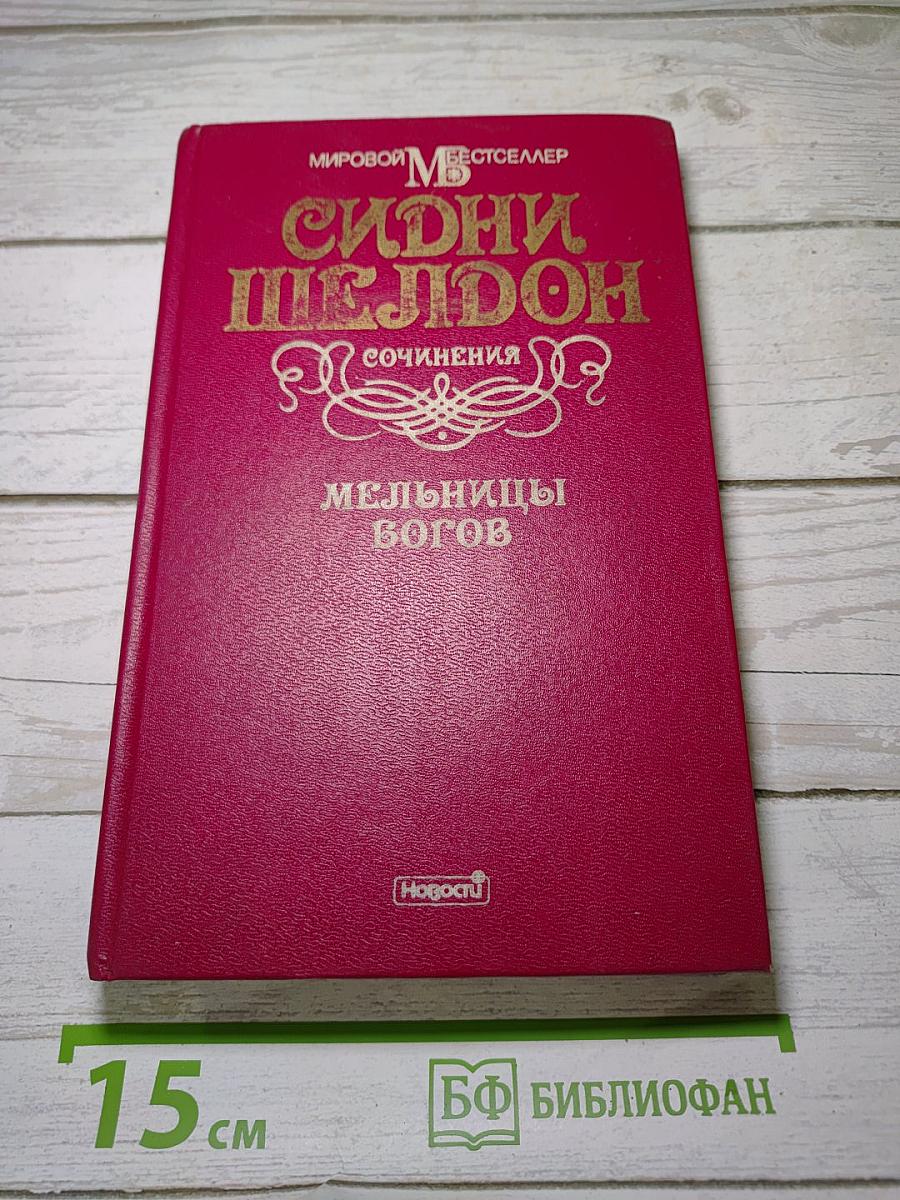 МИРОВОЙ МБ БЕСТСЕЛЛЕР
СИДНИ
ШЕЛДОН
СОЧИНЕНИЯ
МЕЛЬНИЦЫ
БОГОВ
Новости
15 см
БФ БИБЛИОФАН